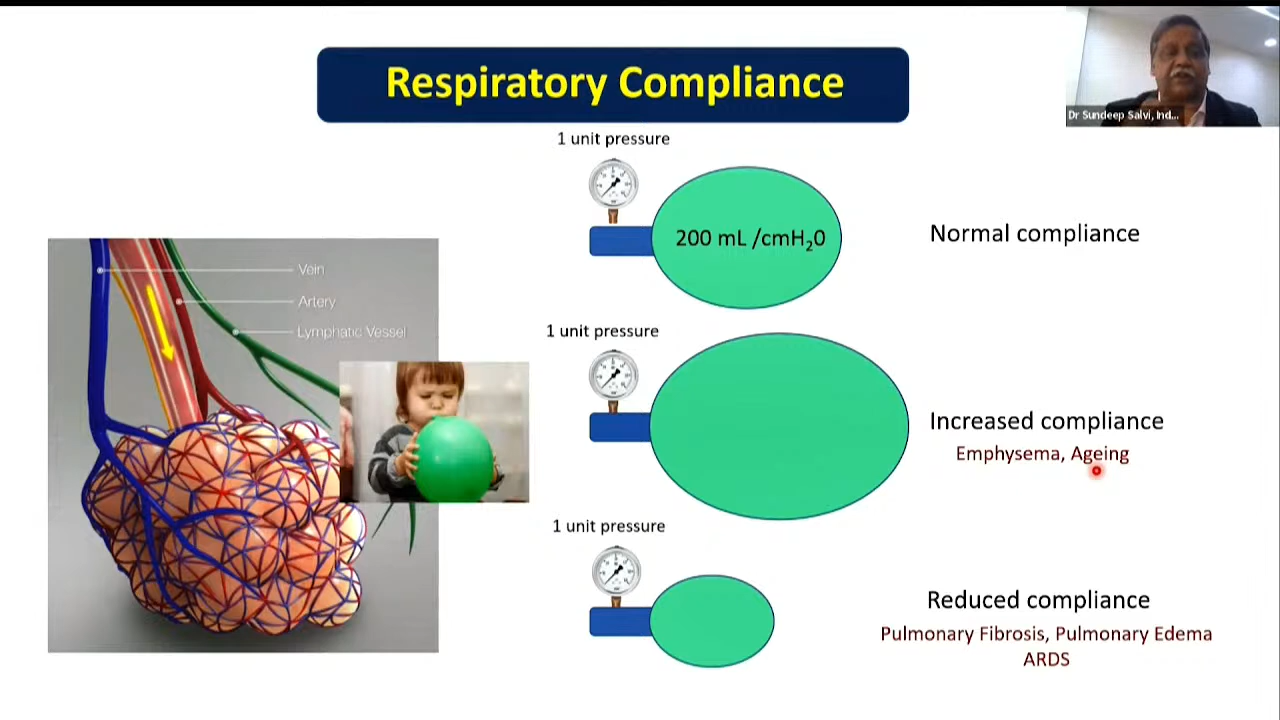 Respiratory Compliance
Dr Sundeep Salvi, Ind...
1 unit pressure
200 mL /cmH₂0
Normal compliance
Vein
Artery
Lymphatic Vessel
1 unit pressure
Increased compliance
Emphysema, Ageing
1 unit pressure
Reduced compliance
Pulmonary Fibrosis, Pulmonary Edema
ARDS